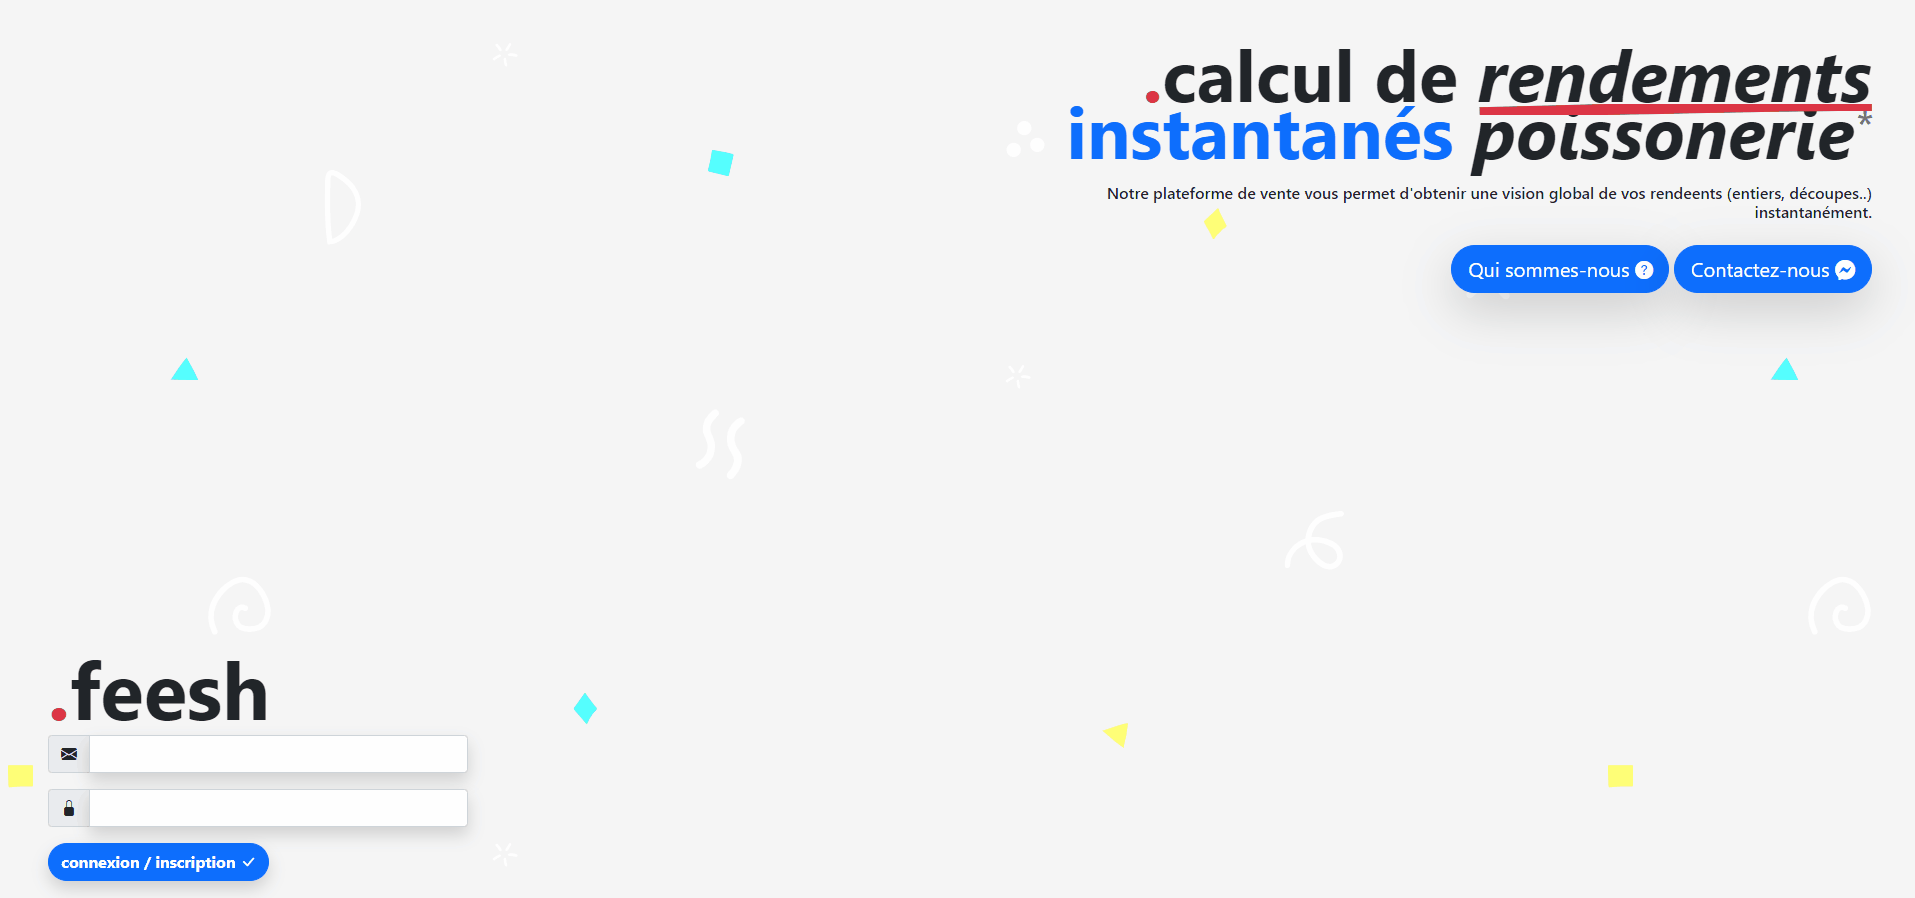 .calcul de rendements
instantanés poissonerie*
Notre plateforme de vente vous permet d'obtenir une vision global de vos rendeents (entiers, découpes..)
instantanément.
Qui sommes-nous
Contactez-nous
.feesh
connexion / inscription